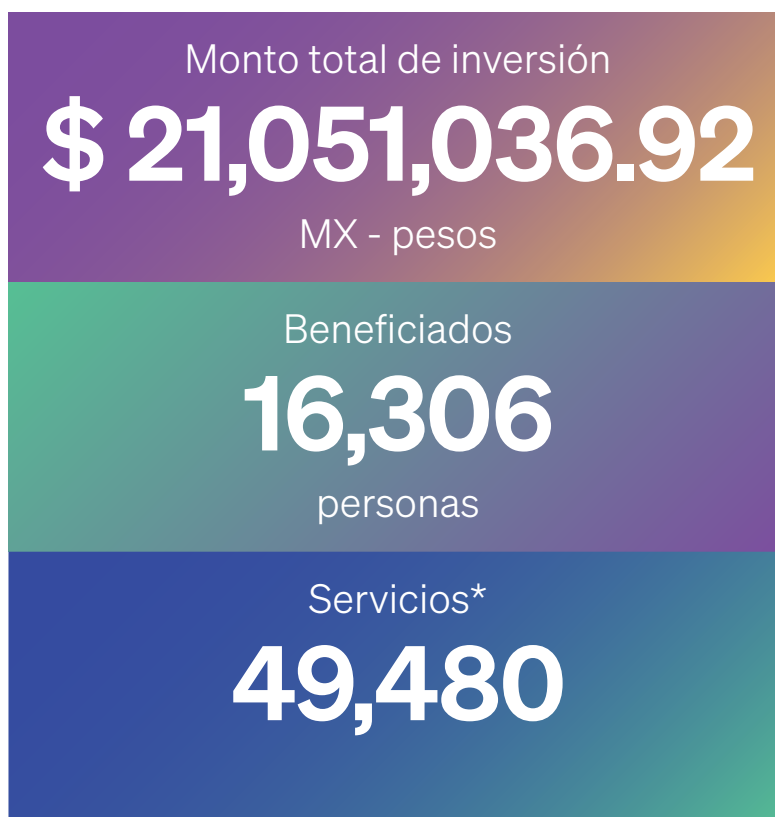 Monto total de inversión
$ 21,051,036.92
MX - pesos
Beneficiados
16,306
personas
Servicios*
49,480